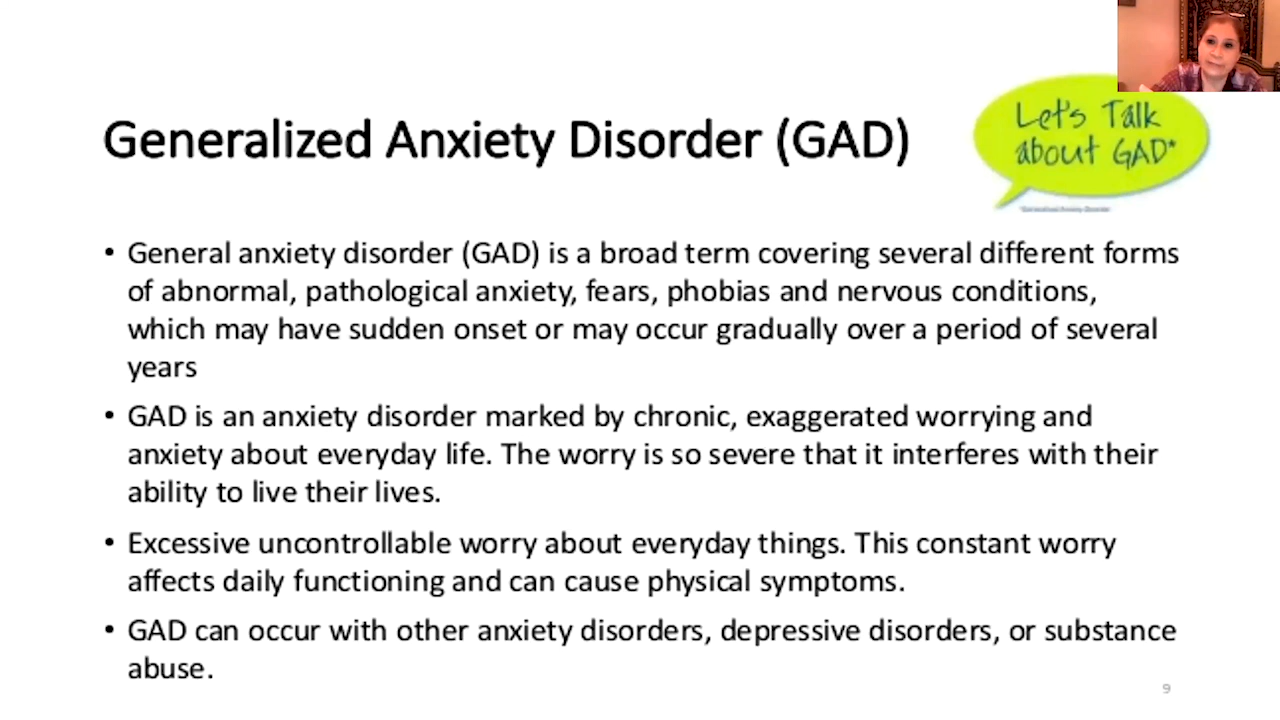 Generalized Anxiety Disorder (GAD)
Let's Talk
about GAD*
*Generalized Anxiety Disorder
• General anxiety disorder (GAD) is a broad term covering several different forms
of abnormal, pathological anxiety, fears, phobias and nervous conditions,
which may have sudden onset or may occur gradually over a period of several
years
• GAD is an anxiety disorder marked by chronic, exaggerated worrying and
anxiety about everyday life. The worry is so severe that it interferes with their
ability to live their lives.
• Excessive uncontrollable worry about everyday things. This constant worry
affects daily functioning and can cause physical symptoms.
• GAD can occur with other anxiety disorders, depressive disorders, or substance
abuse.
9